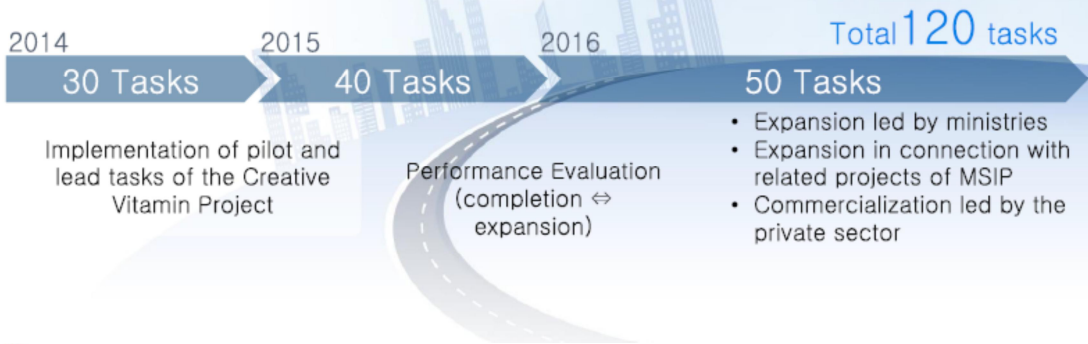 2014
2015
2016
Total 120 tasks
30 Tasks
40 Tasks
50 Tasks
Implementation of pilot and
lead tasks of the Creative
Vitamin Project
Performance Evaluation
(completion ⇔
expansion)
• Expansion led by ministries
• Expansion in connection with
related projects of MSIP
• Commercialization led by the
private sector